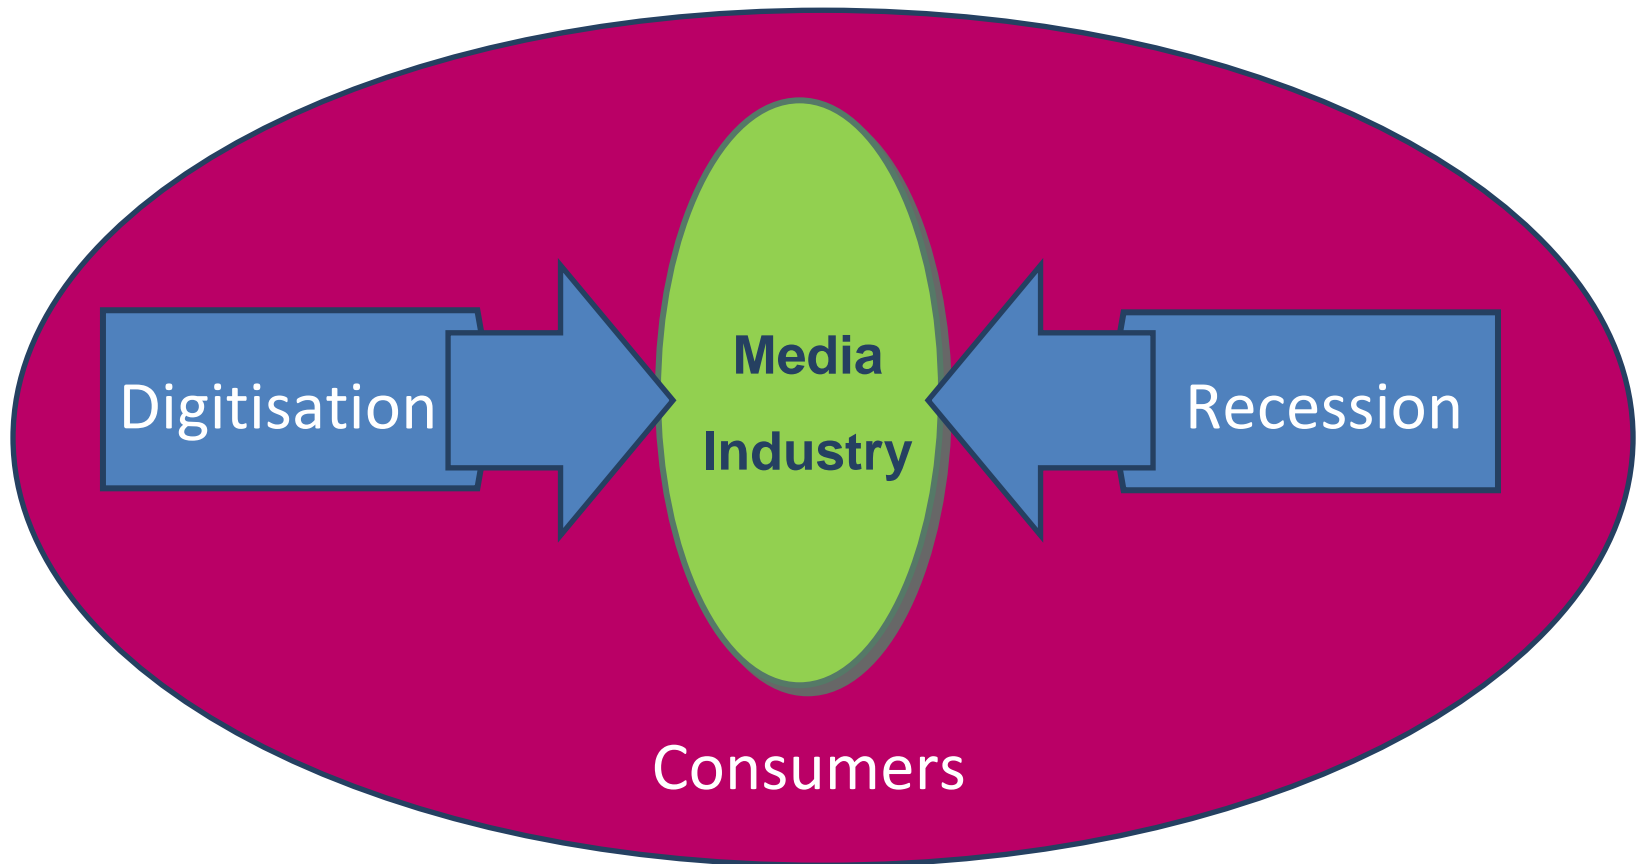 Media
Industry
Digitisation
Recession
Consumers